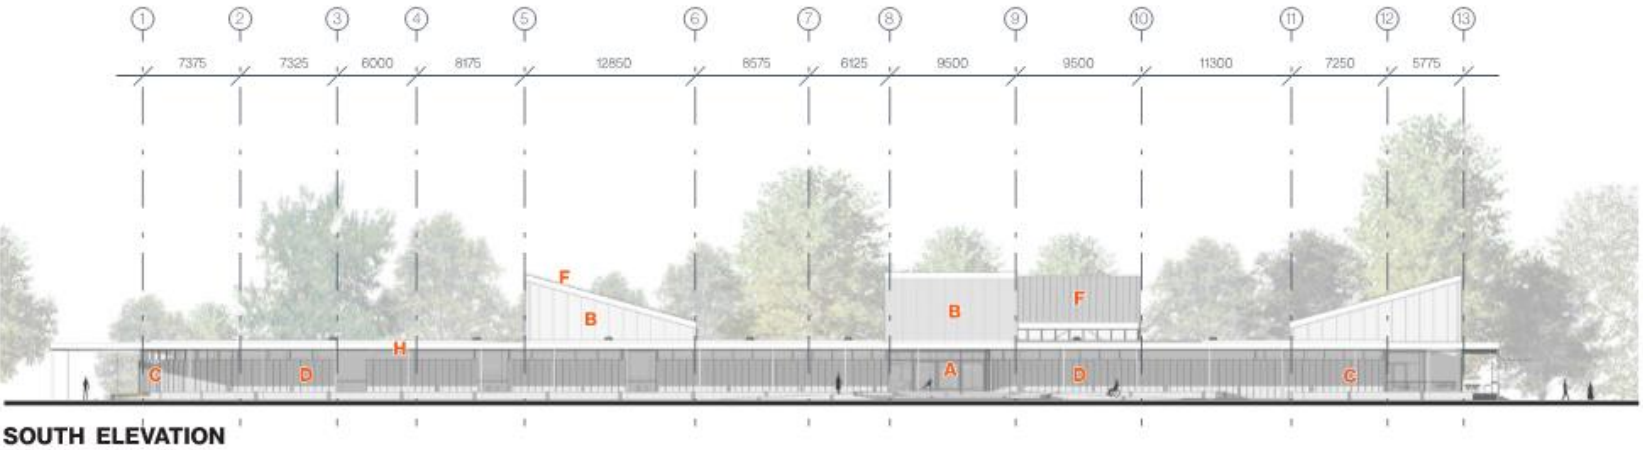 1 2 3 4 5 6 7 8 9 10 11 12 13
7375 7325 6000 8175 12850 8575 6125 9500 9500 11300 7250 5775
F
B B F
H
C D A D C
SOUTH ELEVATION